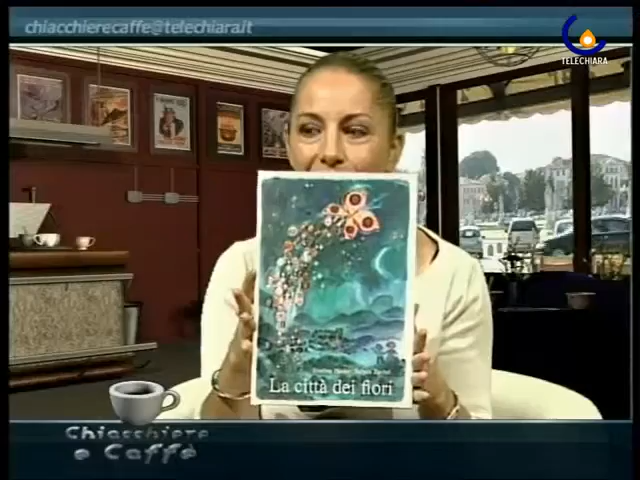 chiacchierecaffe@telechiara.it
TELECHIARA
La città dei fiori
Chiacchiere
e Caffè